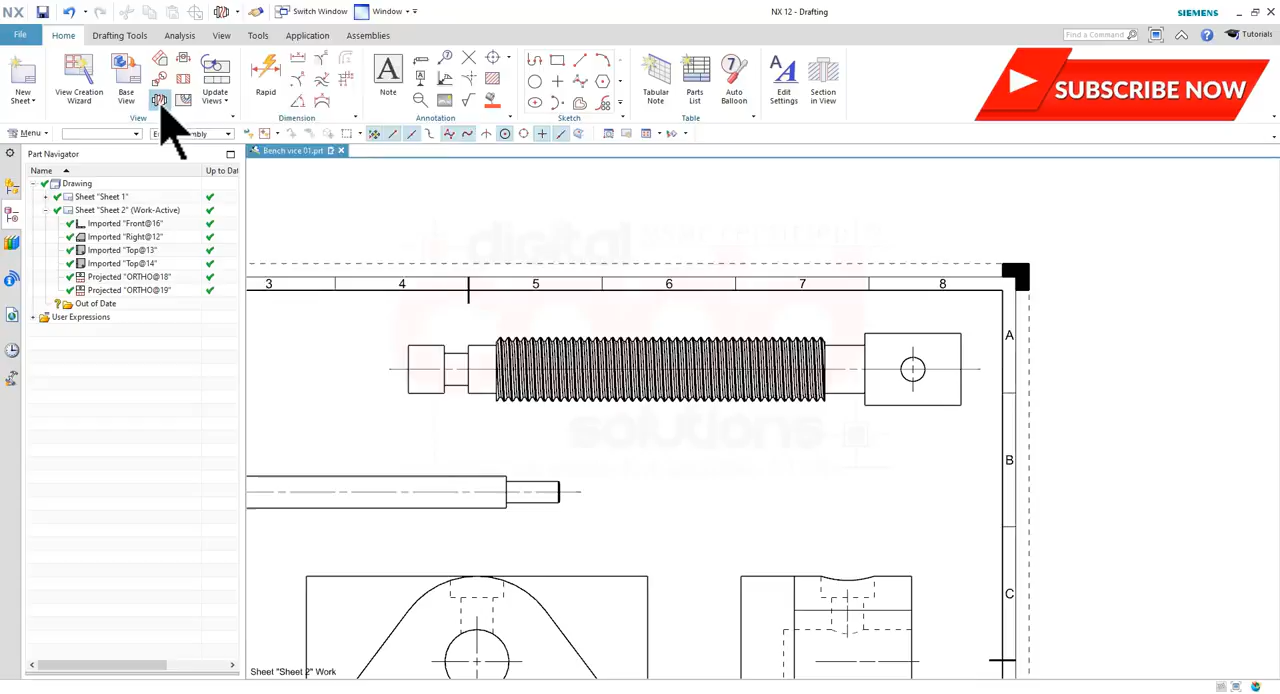 NX
Switch Window
Window
NX 12 - Drafting
SIEMENS
File
Home
Drafting Tools
Analysis
View
Tools
Application
Assemblies
Find a Command
Tutorials
New
Sheet
View Creation
Wizard
Base
View
Update
Views
Rapid
Note
Tabular
Note
Parts
List
Auto
Balloon
Edit
Settings
Section
in View
View
Dimension
Annotation
Sketch
Table
SUBSCRIBE NOW
Menu
Part Navigator
Bench vice 01.prt
Name
Up to Dat
Drawing
Sheet "Sheet 1"
Sheet "Sheet 2" (Work-Active)
Imported "Front@16"
Imported "Right@12"
Imported "Top@13"
Imported "Top@14"
Projected "ORTHO@18"
Projected "ORTHO@19"
Out of Date
User Expressions
3 4 5 6 7 8
A
B
C
digital
solutions
Sheet "Sheet 2" Work